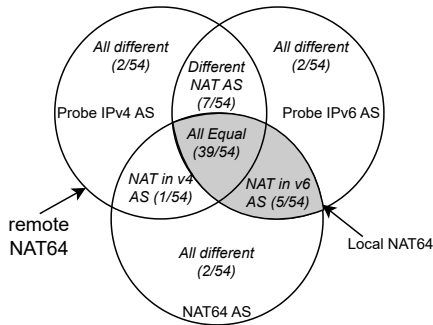 All different
(2/54)
All different
(2/54)
Different
NAT AS
(7/54)
Probe IPv4 AS
Probe IPv6 AS
All Equal
(39/54)
NAT in v4
AS (1/54)
NAT in v6
AS (5/54)
remote
NAT64
Local NAT64
All different
(2/54)
NAT64 AS